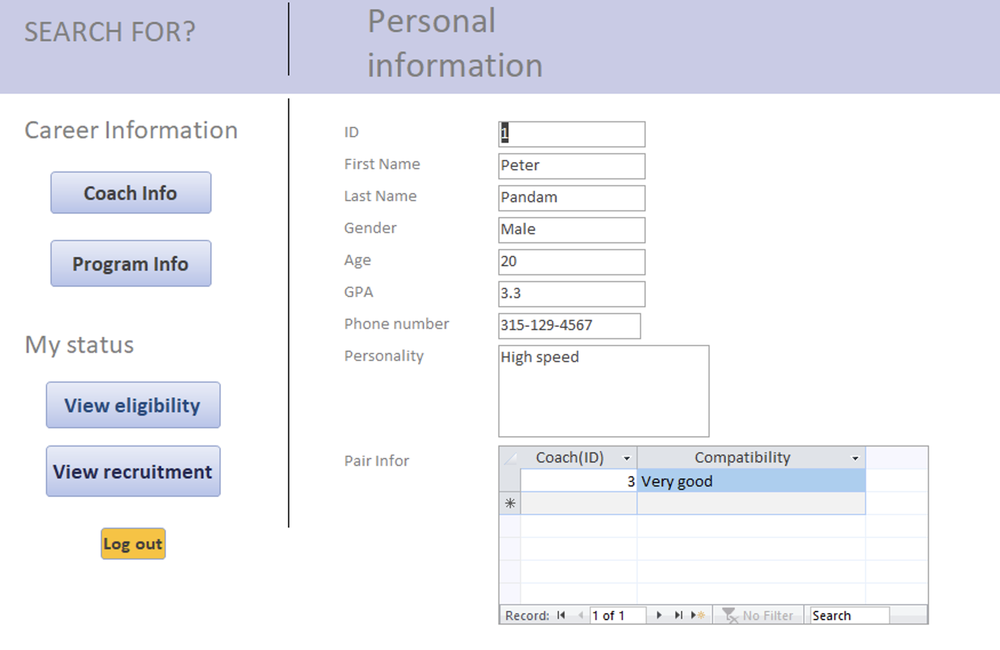 SEARCH FOR?
Personal
information
Career Information
Coach Info
Program Info
My status
View eligibility
View recruitment
Log out
ID 1
First Name Peter
Last Name Pandam
Gender Male
Age 20
GPA 3.3
Phone number 315-129-4567
Personality High speed
Pair Infor
Coach(ID) Compatibility
3 Very good
Record: 1 of 1 No Filter Search